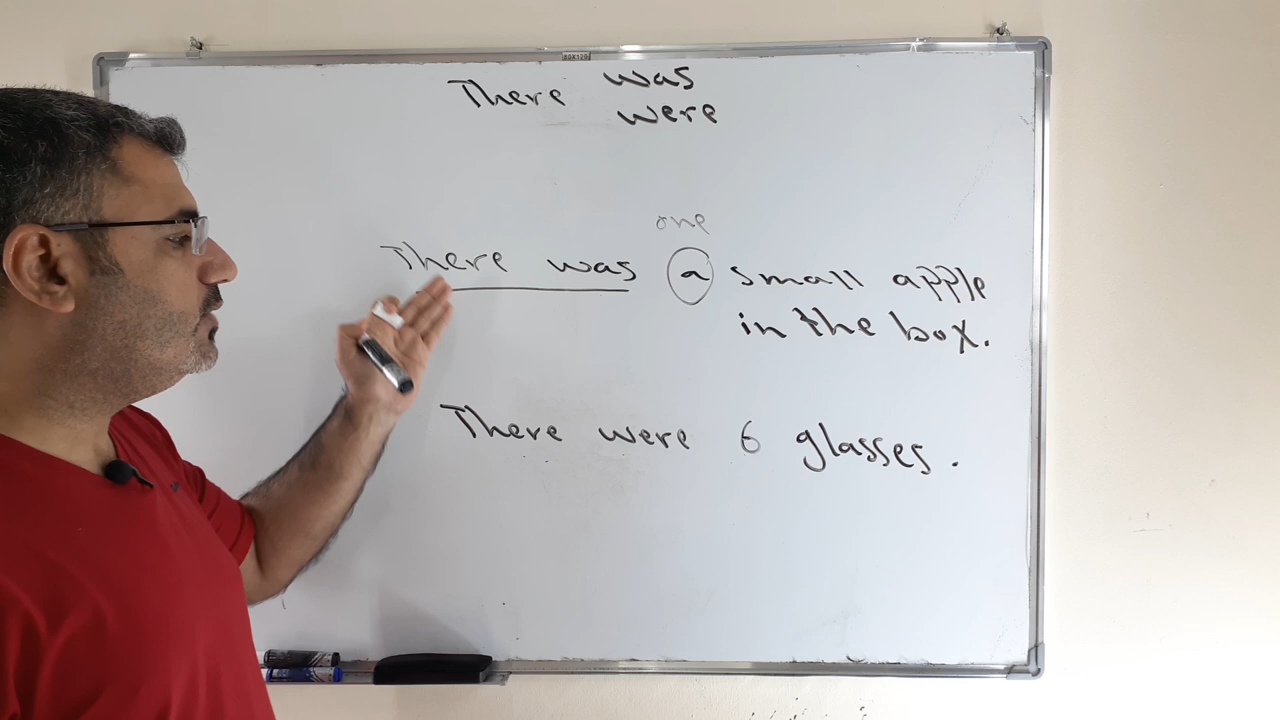 There was
were
one
There was a small apple
in the box.
There were 6 glasses.